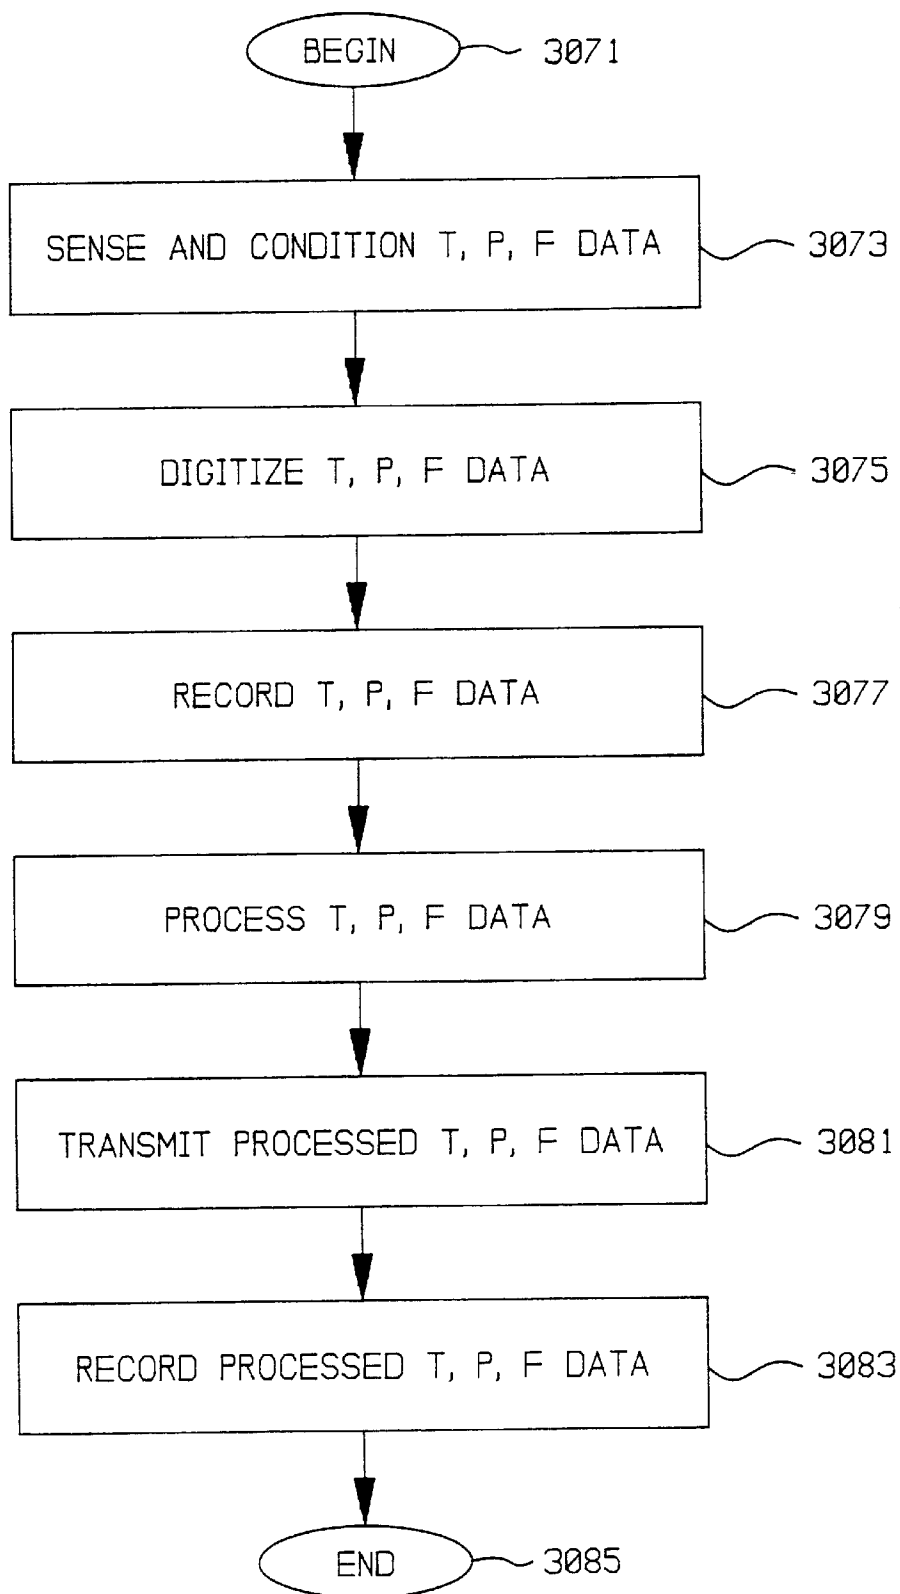 BEGIN 3071
SENSE AND CONDITION T, P, F DATA 3073
DIGITIZE T, P, F DATA 3075
RECORD T, P, F DATA 3077
PROCESS T, P, F DATA 3079
TRANSMIT PROCESSED T, P, F DATA 3081
RECORD PROCESSED T, P, F DATA 3083
END 3085